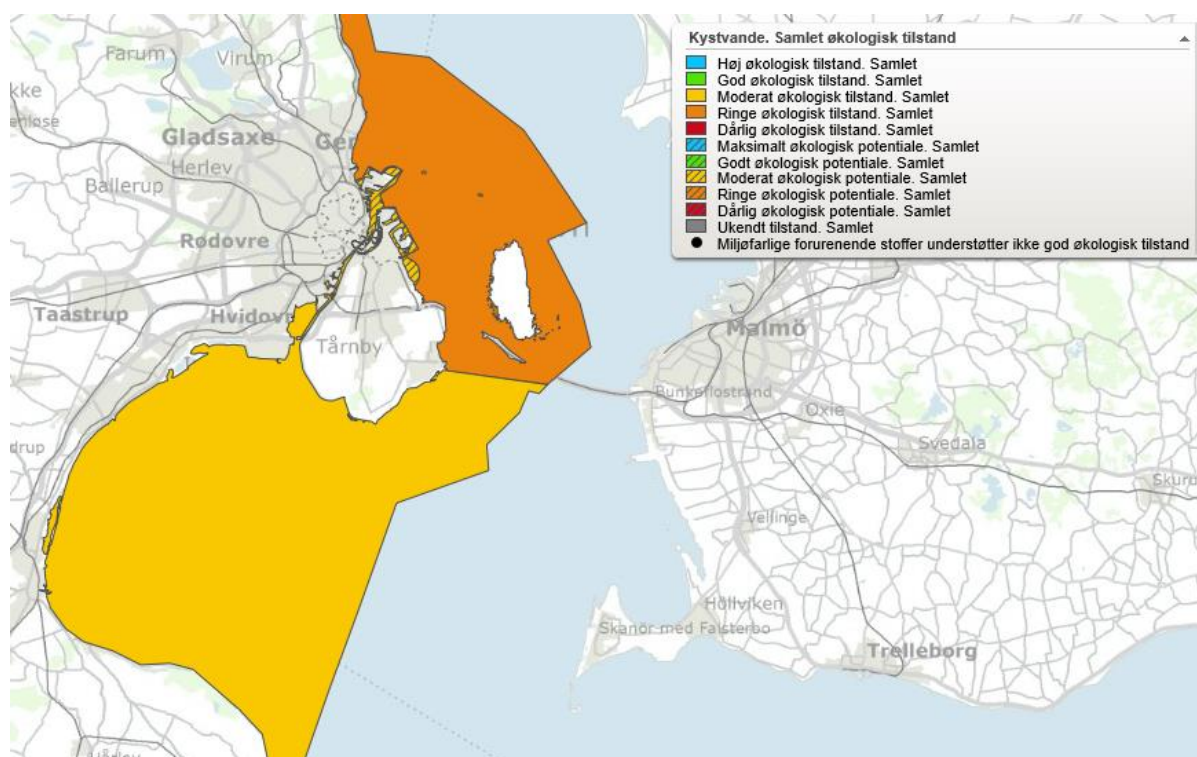 Farum
Virum
Gladsaxe
Herlev
Ballerup
Rødovre
Taastrup
Hvidov
Tårnby
Kystvande. Samlet økologisk tilstand
Høj økologisk tilstand. Samlet
God økologisk tilstand. Samlet
Moderat økologisk tilstand. Samlet
Ringe økologisk tilstand. Samlet
Dårlig økologisk tilstand. Samlet
Maksimalt økologisk potentiale. Samlet
Godt økologisk potentiale. Samlet
Moderat økologisk potentiale. Samlet
Ringe økologisk potentiale. Samlet
Dårlig økologisk potentiale. Samlet
Ukendt tilstand. Samlet
Miljøfarlige forurenende stoffer understøtter ikke god økologisk tilstand
Malmö
Bunkeflostrand
Oxie
Svedala
Skuru
Vellinge
Höllviken
Skanör med Falsterbo
Trelleborg